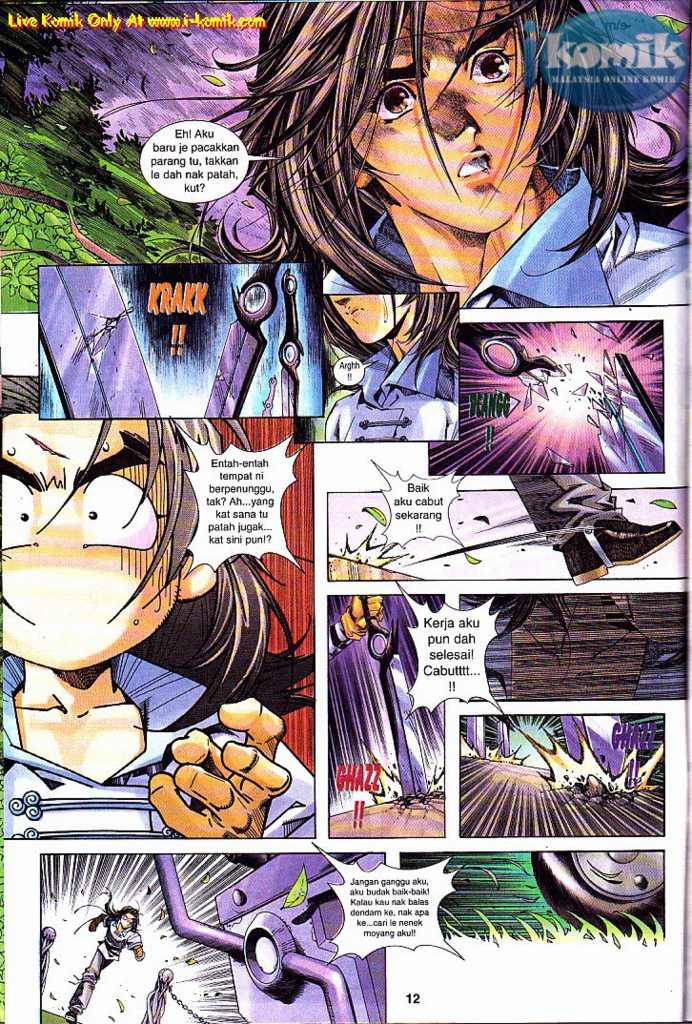 Live Komik Only At www.i-komik.com
i komik
MALAYSIA ONLINE KOMIK
Eh! Aku
baru je pacakkan
parang tu, takkan
le dah nak patah,
kut?
KRAKK
!!
Arghh
!!
!!
Entah-entah
tempat ni
berpenunggu,
tak? Ah...yang
kat sana tu
patah jugak...
kat sini pun!?
Baik
aku cabut
sekarang
!!
Kerja aku
pun dah
selesai!
Cabutttt...
!!
GHAZZ
!!
GHAZZ
!!
Jangan ganggu aku,
aku budak baik-baik!
Kalau kau nak balas
dendam ke, nak apa
ke...cari le nenek
moyang aku!!
12